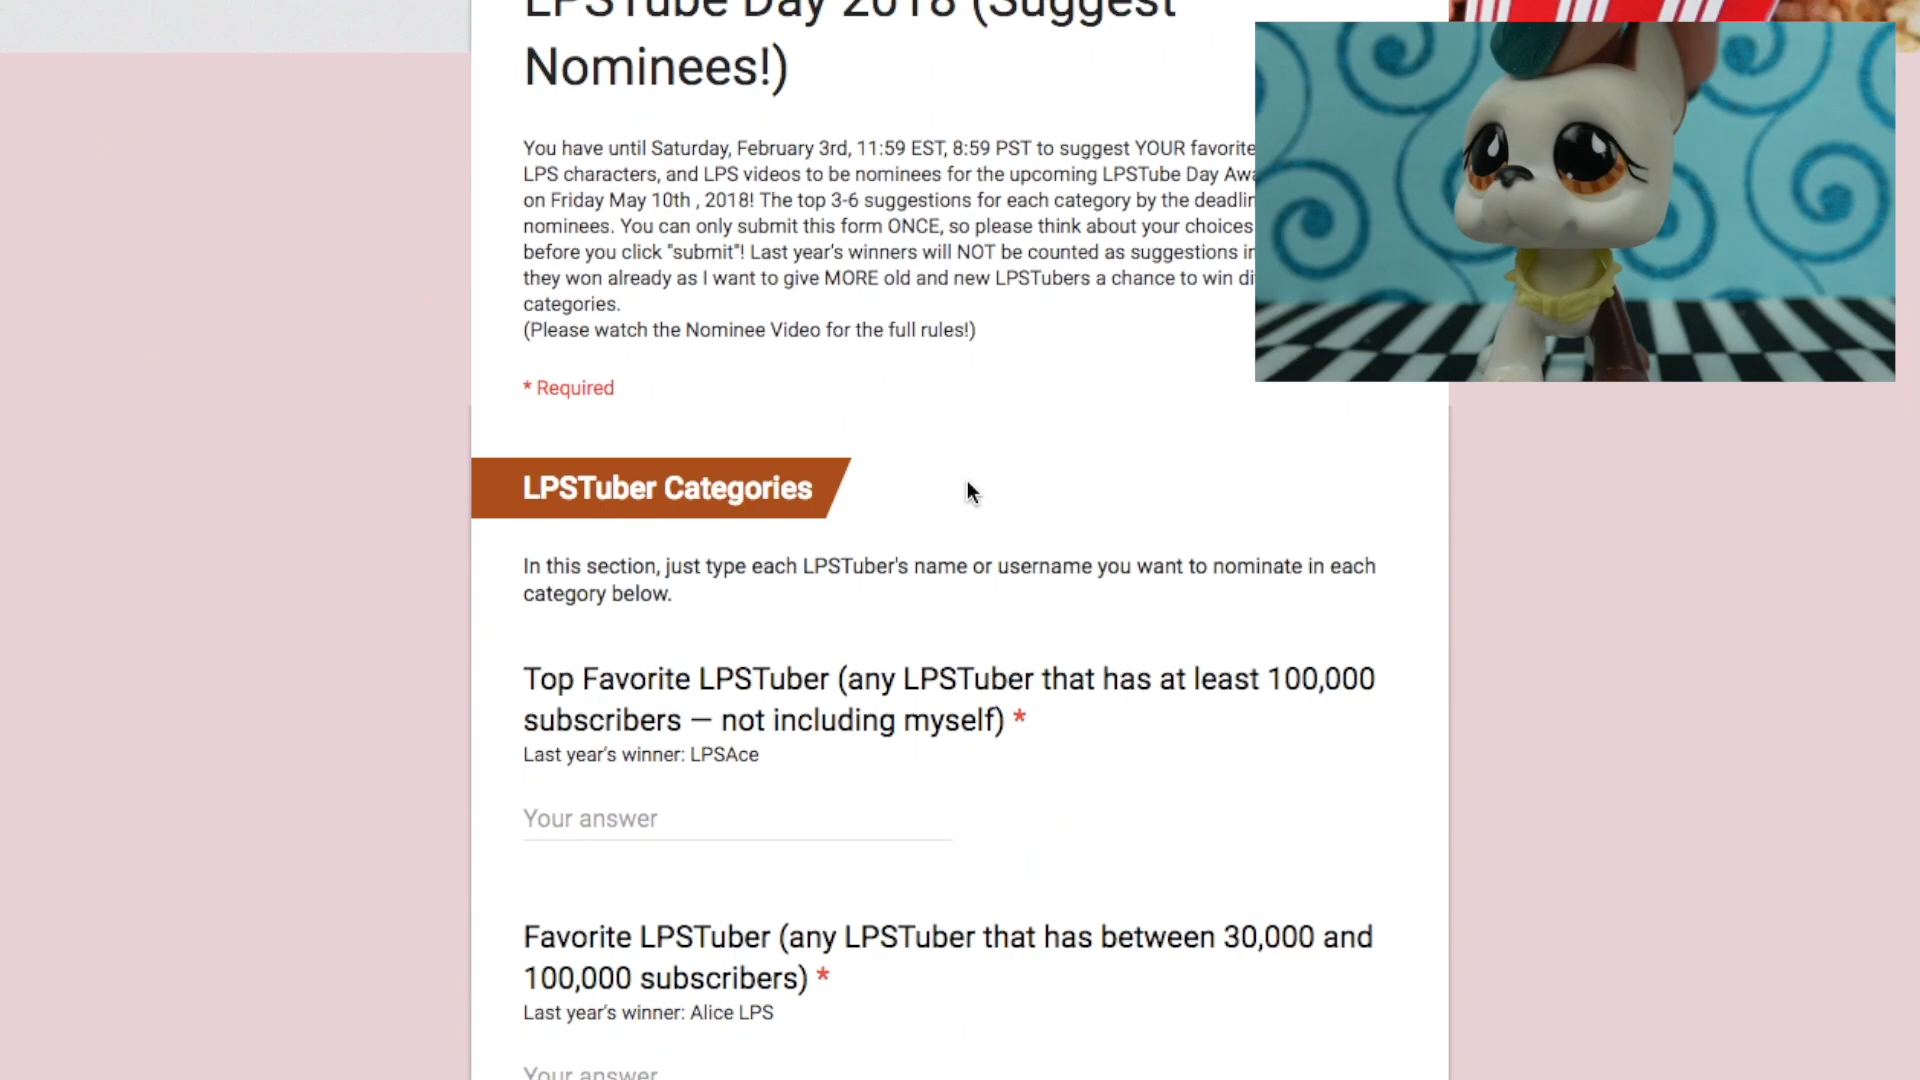 LPSTube Day 2018 (Suggest
Nominees!)
You have until Saturday, February 3rd, 11:59 EST, 8:59 PST to suggest YOUR favorite
LPS characters, and LPS videos to be nominees for the upcoming LPSTube Day
on Friday May 10th , 2018! The top 3-6 suggestions for each category by the
nominees. You can only submit this form ONCE, so please think about your choices
before you click "submit"! Last year's winners will NOT be counted as suggestions
they won already as I want to give MORE old and new LPSTubers a chance to win
categories.
(Please watch the Nominee Video for the full rules!)
* Required
LPSTuber Categories
In this section, just type each LPSTuber's name or username you want to nominate in each
category below.
Top Favorite LPSTuber (any LPSTuber that has at least 100,000
subscribers — not including myself) *
Last year's winner: LPSAce
Your answer
Favorite LPSTuber (any LPSTuber that has between 30,000 and
100,000 subscribers) *
Last year's winner: Alice LPS
Your answer